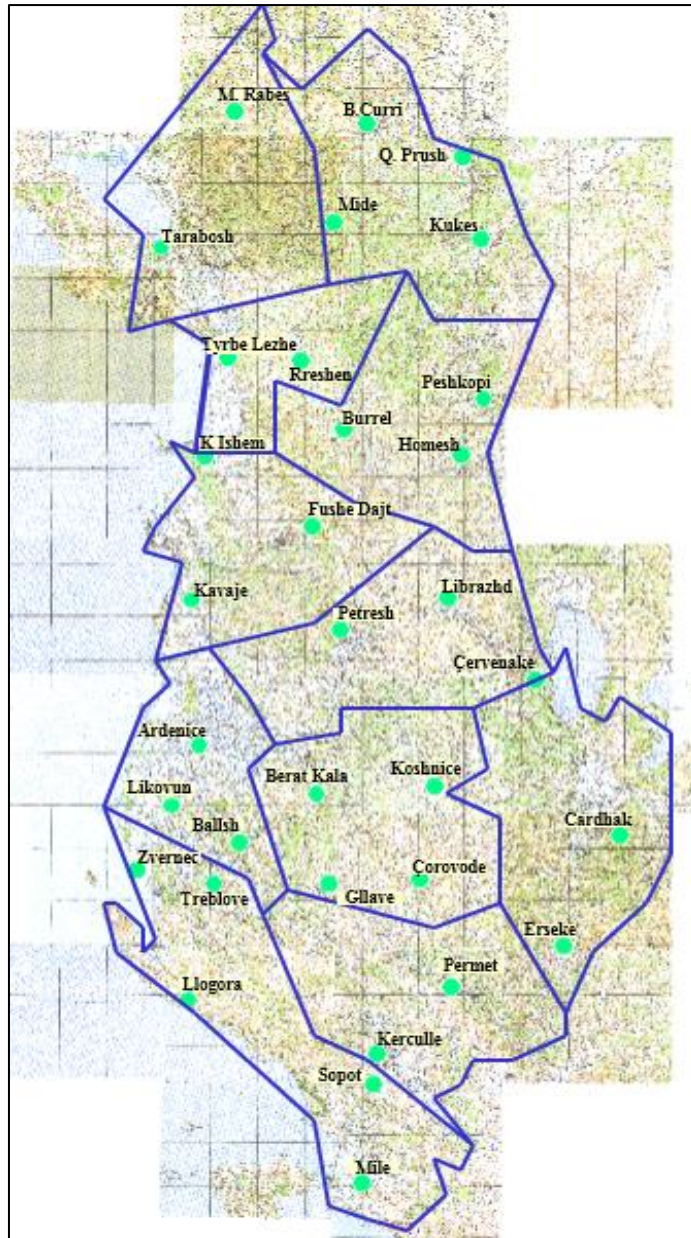 M. Rabes
B.Curri
Q. Prush
Mide
Kukes
Tarabosh
Tyrbe Lezhe
Rreshen
Peshkopi
Burrel
K Ishem
Homesh
Fushe Dajt
Kavaje
Librazhd
Petresh
Çervenake
Ardenice
Koshnice
Berat Kala
Likovun
Ballsh
Cardhak
Zvernec
Çorovode
Treblove
Gllave
Erseke
Permet
Llogora
Kerculle
Sopot
Mile